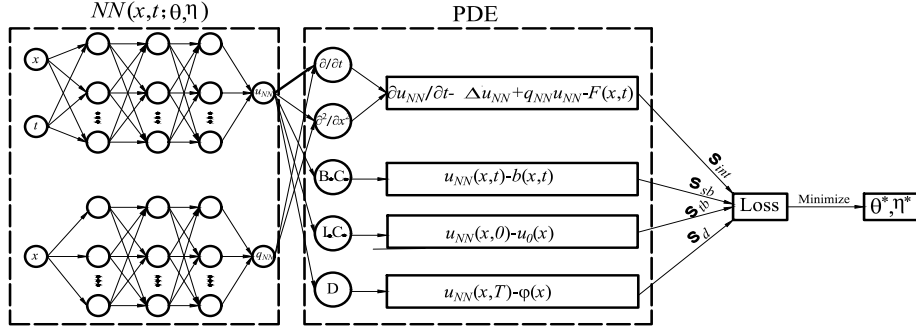 NN(x,t;θ,η)
PDE
x
t
u_NN
∂/∂t
∂²/∂x²
∂u_NN/∂t- Δu_NN+q_NN u_NN-F(x,t)
B.C.
u_NN(x,t)-b(x,t)
I.C.
u_NN(x,0)-u_0(x)
D
u_NN(x,T)-φ(x)
x
q_NN
S_int
S_sb
S_tb
S_d
Loss
Minimize
θ*,η*